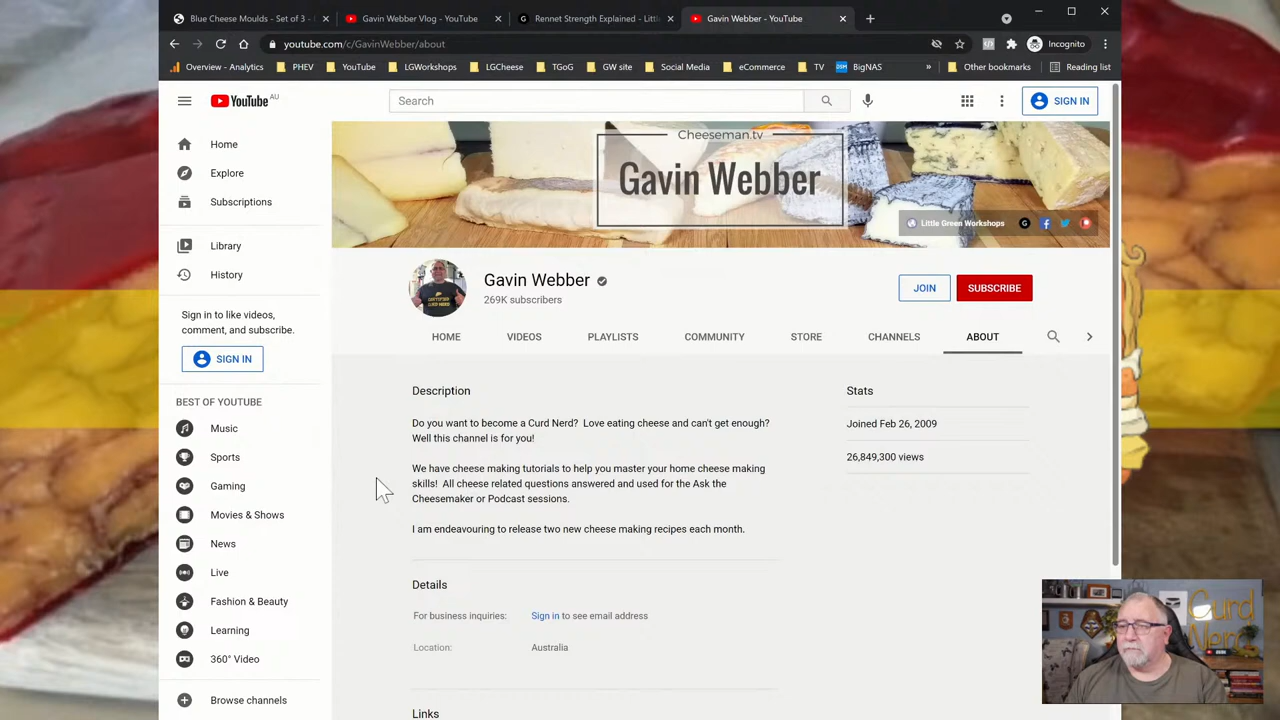 Blue Cheese Moulds - Set of 3 -
Gavin Webber Vlog - YouTube
Rennet Strength Explained - Littl
Gavin Webber - YouTube
youtube.com/c/GavinWebber/about
Incognito
Overview - Analytics
PHEV
YouTube
LGWorkshops
LGCheese
TGoG
GW site
Social Media
eCommerce
TV
DSM
BigNAS
»
Other bookmarks
Reading list
YouTube AU
Search
SIGN IN
Home
Explore
Subscriptions
Library
History
Sign in to like videos,
comment, and subscribe.
SIGN IN
BEST OF YOUTUBE
Music
Sports
Gaming
Movies & Shows
News
Live
Fashion & Beauty
Learning
360° Video
Browse channels
Cheeseman.tv
Gavin Webber
Little Green Workshops
Gavin Webber
269K subscribers
JOIN
SUBSCRIBE
HOME
VIDEOS
PLAYLISTS
COMMUNITY
STORE
CHANNELS
ABOUT
Description
Do you want to become a Curd Nerd? Love eating cheese and can't get enough?
Well this channel is for you!
We have cheese making tutorials to help you master your home cheese making
skills! All cheese related questions answered and used for the Ask the
Cheesemaker or Podcast sessions.
I am endeavouring to release two new cheese making recipes each month.
Details
For business inquiries: Sign in to see email address
Location: Australia
Links
Stats
Joined Feb 26, 2009
26,849,300 views
Curd
Nerd